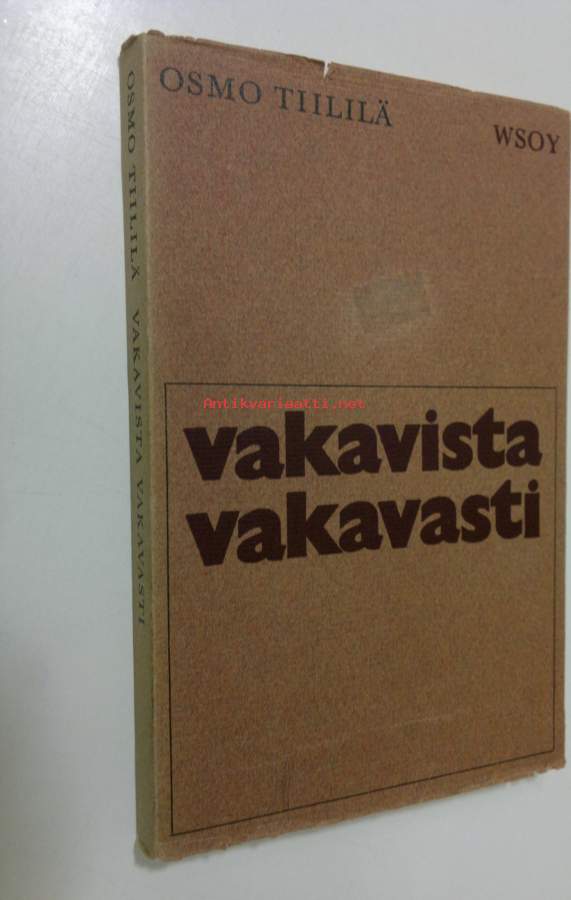 OSMO TIILILÄ
WSOY
Antikvariaatti.net
vakavista
vakavasti
OSMO TIILILÄ VAKAVISTA VAKAVASTI